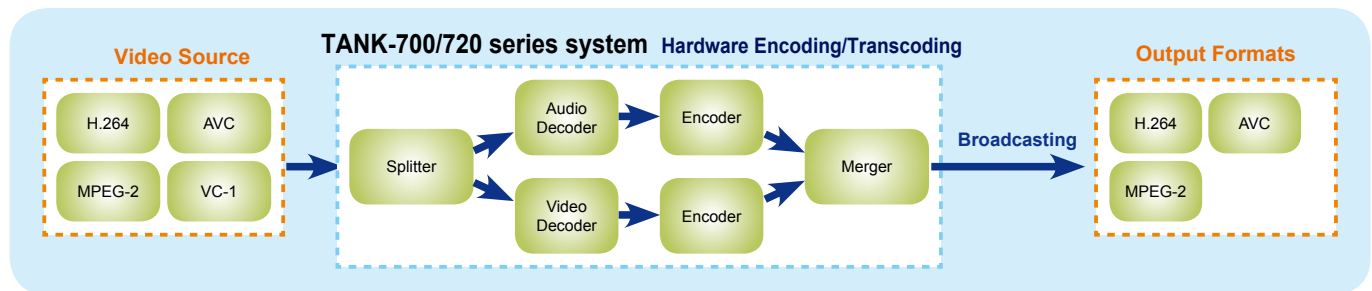 TANK-700/720 series system Hardware Encoding/Transcoding
Video Source
H.264
AVC
MPEG-2
VC-1
Splitter
Audio
Decoder
Encoder
Video
Decoder
Encoder
Merger
Broadcasting
Output Formats
H.264
AVC
MPEG-2